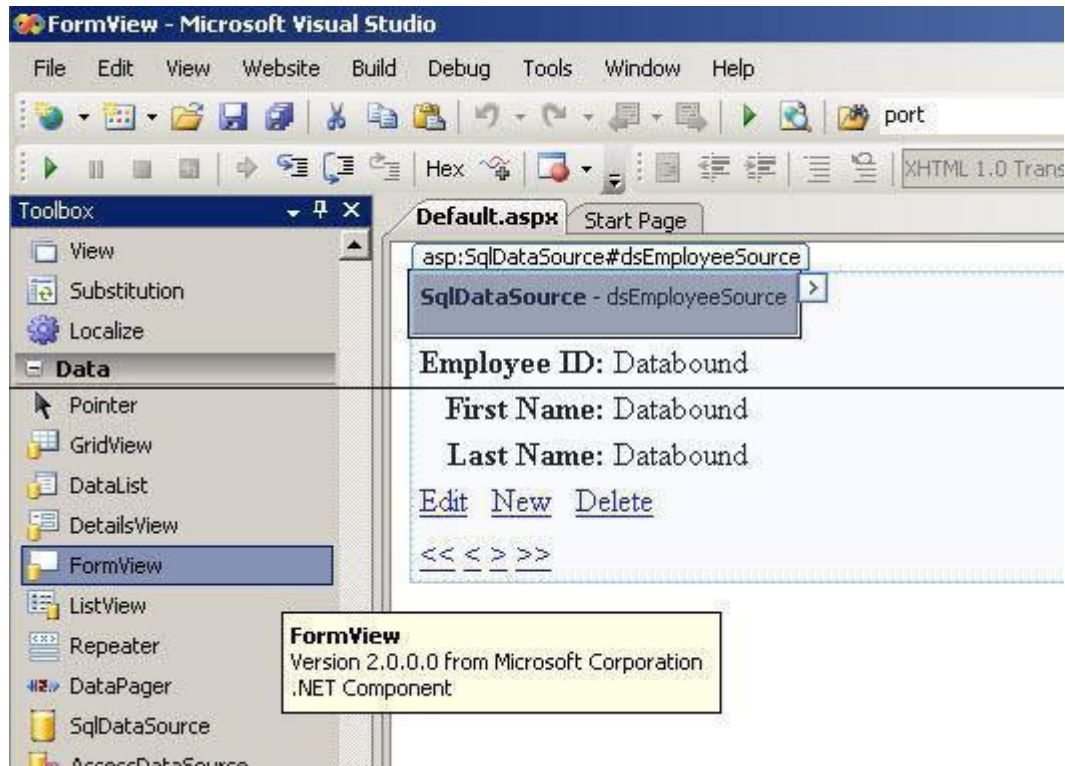 FormView - Microsoft Visual Studio
File Edit View Website Build Debug Tools Window Help
port
Hex
XHTML 1.0 Trans
Toolbox
Default.aspx Start Page
View
Substitution
Localize
Data
Pointer
GridView
DataList
DetailsView
FormView
ListView
Repeater
DataPager
SqlDataSource
AccessDataSource
asp:SqlDataSource#dsEmployeeSource
SqlDataSource - dsEmployeeSource
Employee ID: Databound
First Name: Databound
Last Name: Databound
Edit New Delete
<< < > >>
FormView
Version 2.0.0.0 from Microsoft Corporation
.NET Component